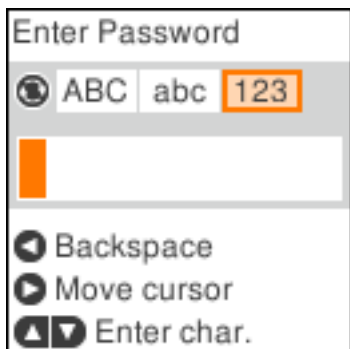 Enter Password
ABC abc 123
Backspace
Move cursor
Enter char.